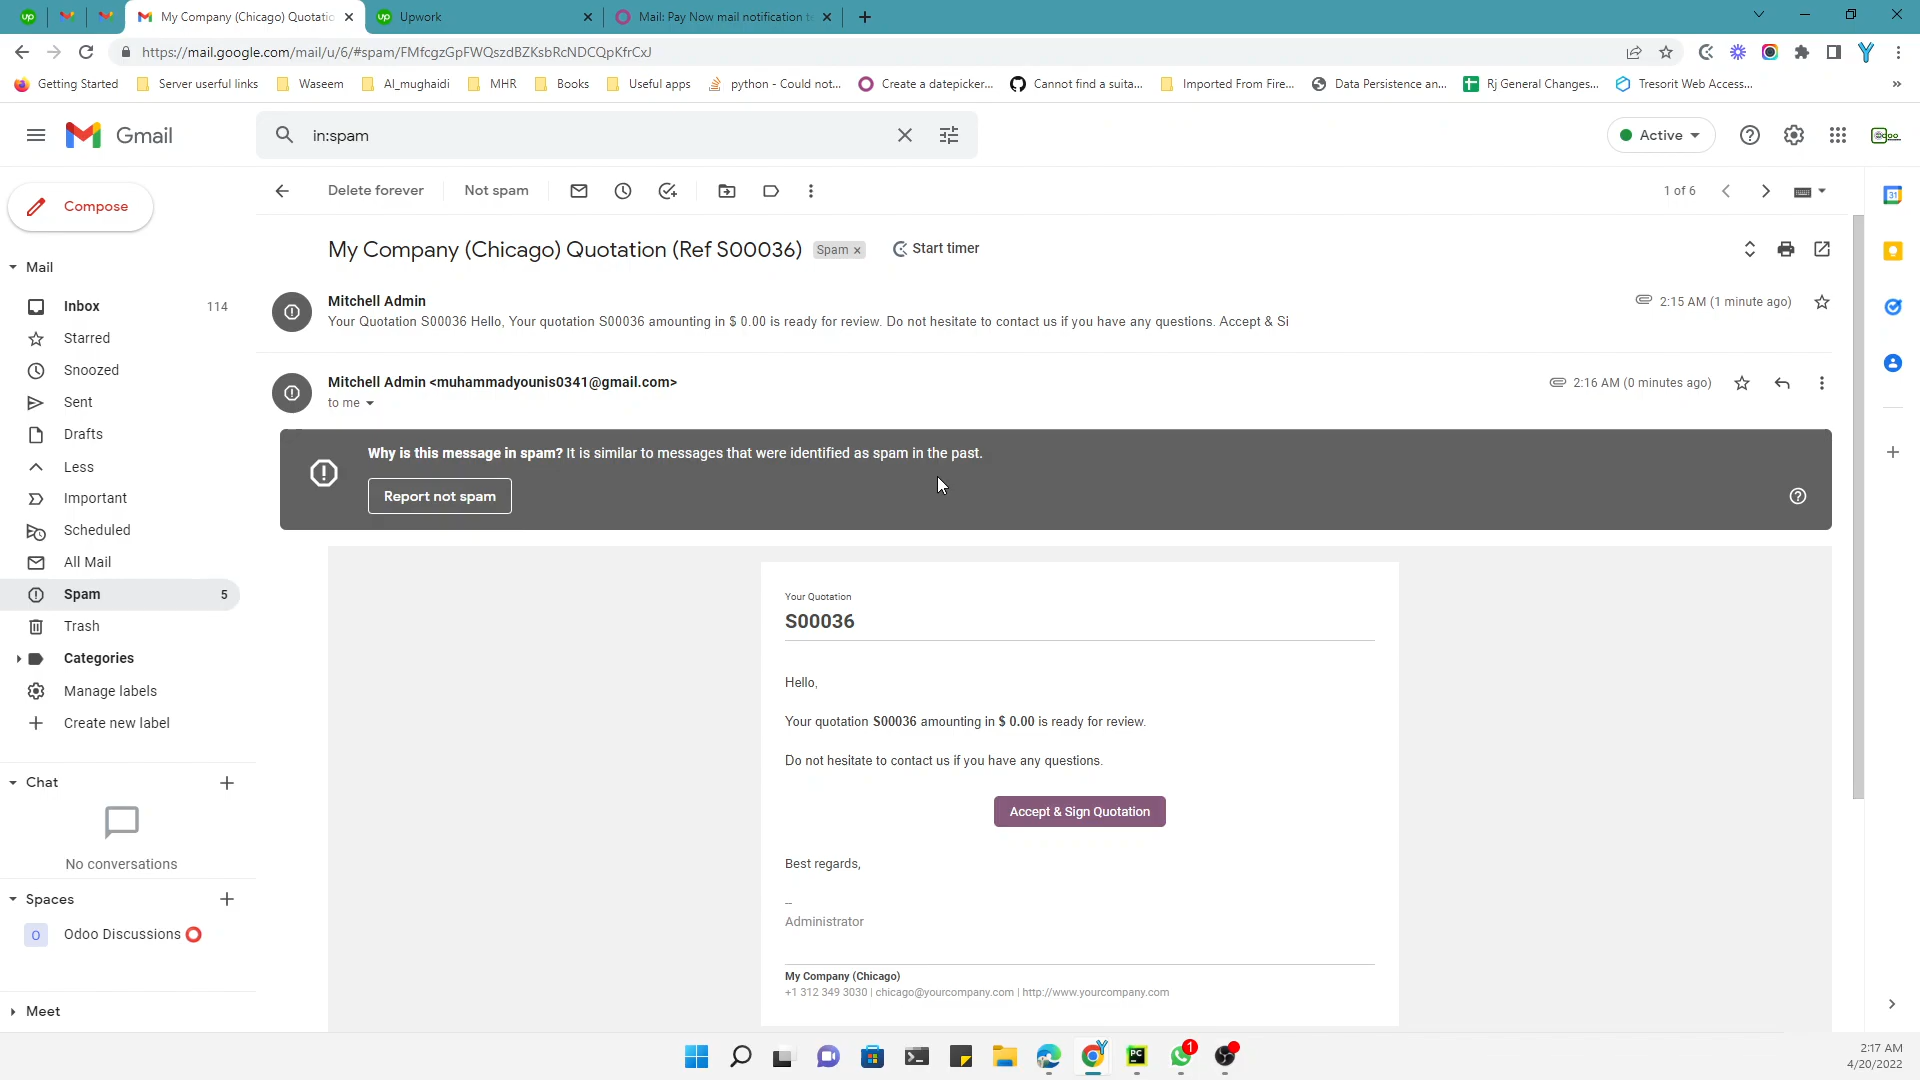 My Company (Chicago) Quotatio
Upwork
Mail: Pay Now mail notification t
https://mail.google.com/mail/u/6/#spam/FMfcgzGpFWQszdBZKsbRcNDCQpKfrCxJ
Getting Started
Server userful links
Waseem
Al_mughaidi
MHR
Books
Useful apps
python - Could not...
Create a datepicker...
Cannot find a suita...
Imported From Fire...
Data Persistence an...
Rj General Changes...
Tresorit Web Access...
Gmail
in:spam
Active
Compose
Delete forever
Not spam
1 of 6
My Company (Chicago) Quotation (Ref S00036)
Spam ×
Start timer
Mail
Inbox 114
Starred
Snoozed
Sent
Drafts
Less
Important
Scheduled
All Mail
Spam 5
Trash
Categories
Manage labels
Create new label
Chat
No conversations
Spaces
O Odoo Discussions
Meet
Mitchell Admin
2:15 AM (1 minute ago)
Your Quotation S00036 Hello, Your quotation S00036 amounting in $ 0.00 is ready for review. Do not hesitate to contact us if you have any questions. Accept & Si
Mitchell Admin <muhammadyounis0341@gmail.com>
2:16 AM (0 minutes ago)
to me
Why is this message in spam? It is similar to messages that were identified as spam in the past.
Report not spam
Your Quotation
S00036
Hello,
Your quotation S00036 amounting in $ 0.00 is ready for review.
Do not hesitate to contact us if you have any questions.
Accept & Sign Quotation
Best regards,
--
Administrator
My Company (Chicago)
+1 312 349 3030 | chicago@yourcompany.com | http://www.yourcompany.com
31
PC
1
2:17 AM
4/20/2022